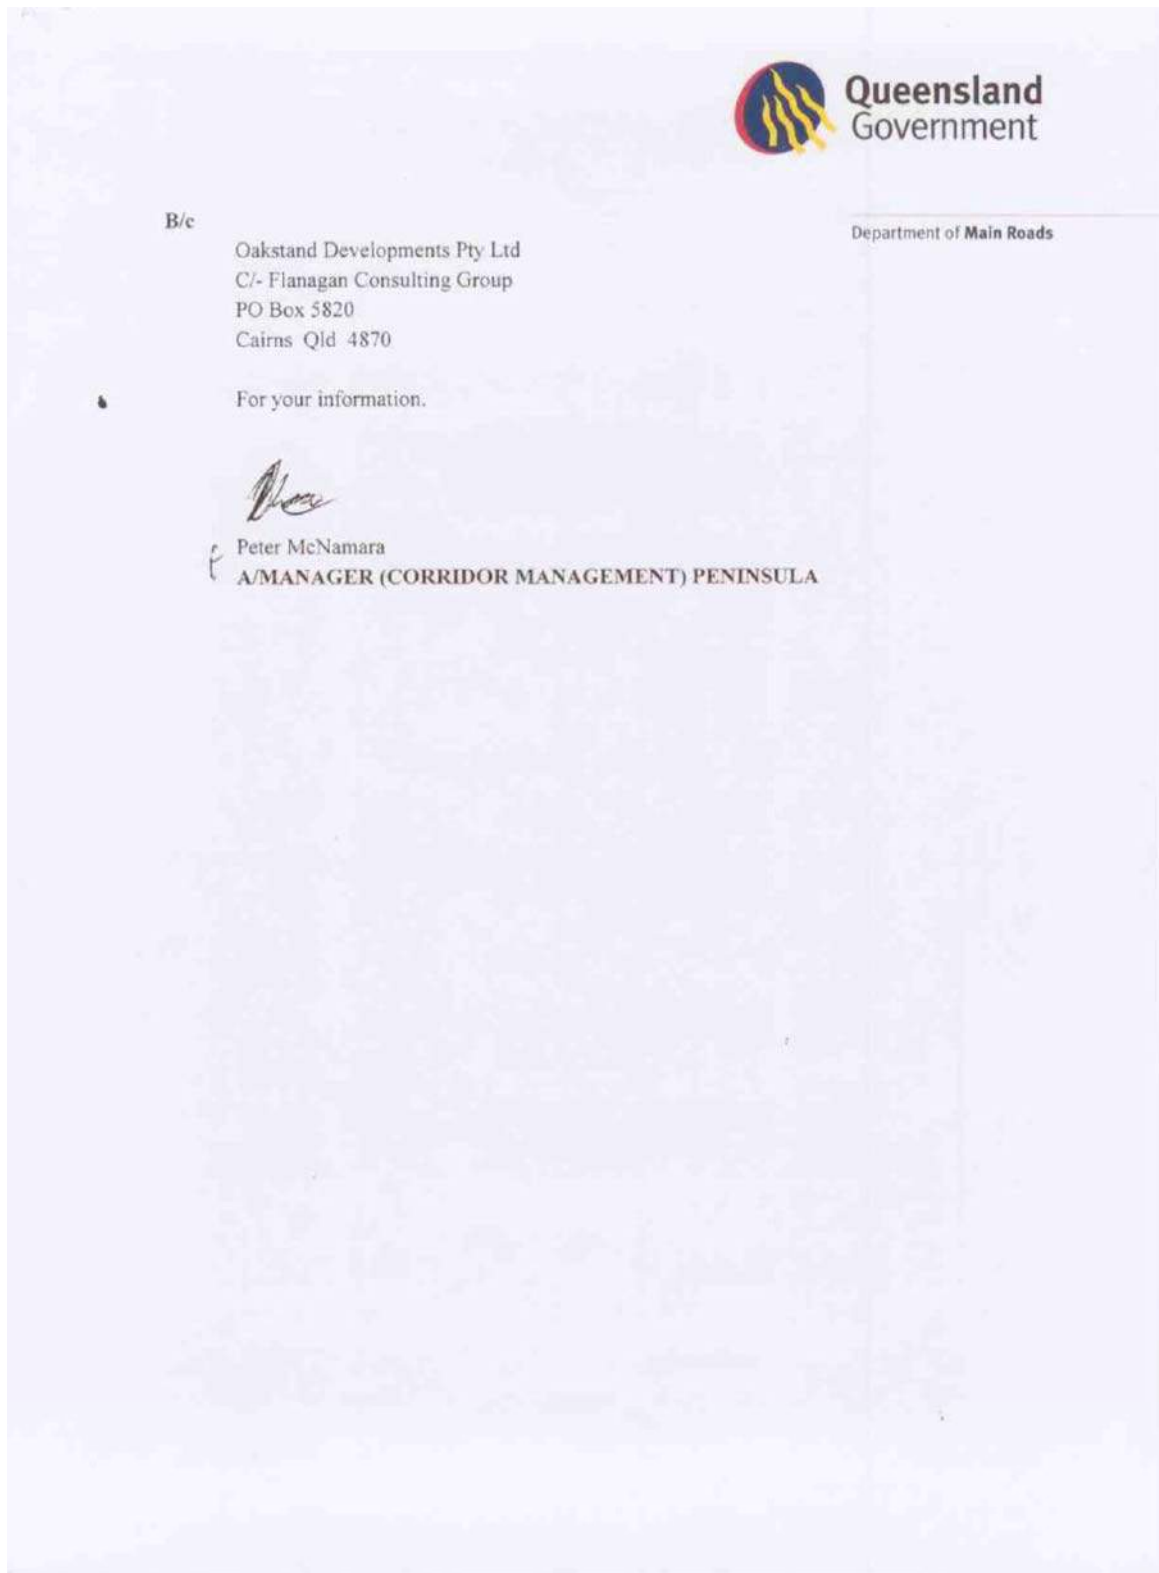 Queensland
Government
Department of Main Roads
B/c
Oakstand Developments Pty Ltd
C/- Flanagan Consulting Group
PO Box 5820
Cairns Qld 4870
For your information.
Peter McNamara
A/MANAGER (CORRIDOR MANAGEMENT) PENINSULA